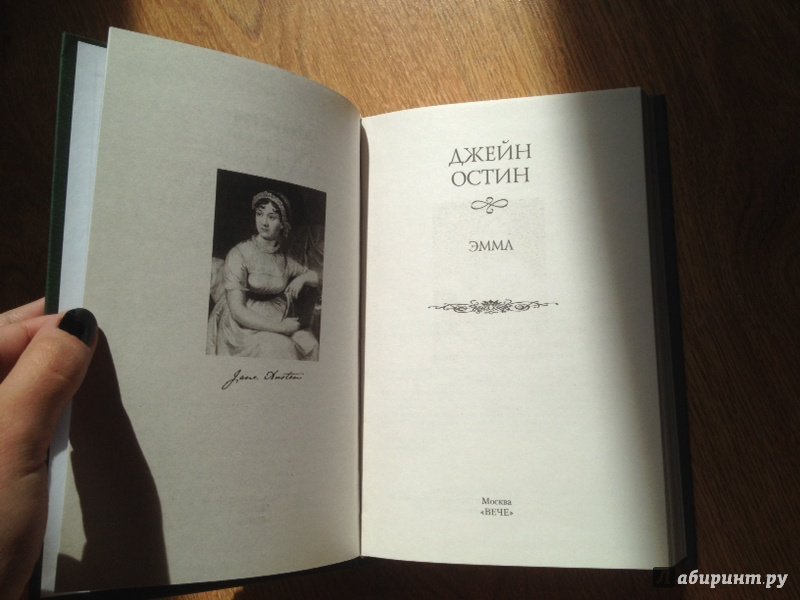 Jane Austen
ДЖЕЙН
ОСТИН
ЭММА
Москва
«ВЕЧЕ»
Лабиринт.ру